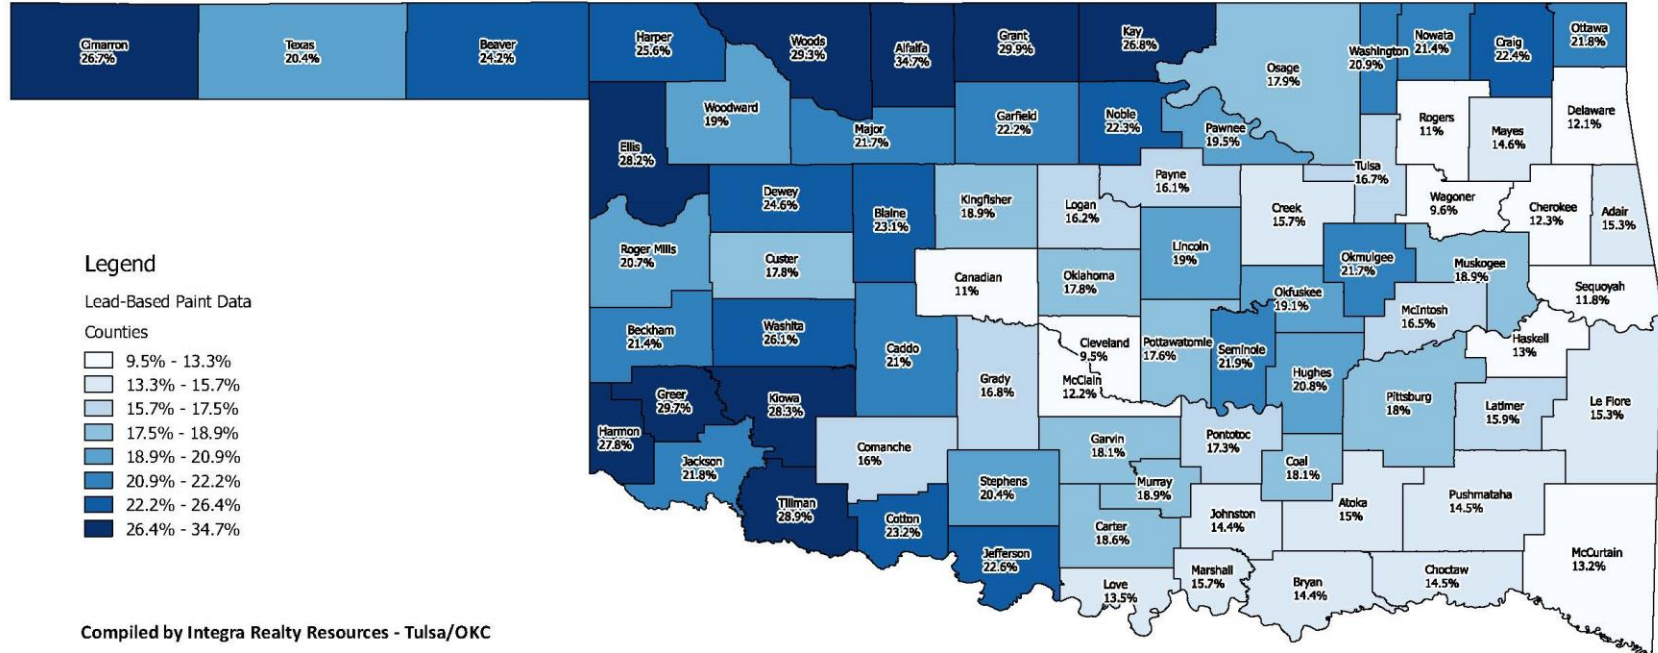 Cimarron
26.7%
Texas
20.4%
Beaver
24.2%
Harper
25.6%
Woods
29.3%
Alfalfa
34.7%
Grant
29.9%
Kay
26.8%
Osage
17.9%
Washington
20.9%
Nowata
21.4%
Craig
22.4%
Ottawa
21.8%
Ellis
28.2%
Woodward
19%
Major
21.7%
Garfield
22.2%
Noble
22.3%
Pawnee
19.5%
Rogers
11%
Mayes
14.6%
Delaware
12.1%
Dewey
24.6%
Blaine
23.1%
Kingfisher
18.9%
Logan
16.2%
Payne
16.1%
Creek
15.7%
Tulsa
16.7%
Wagoner
9.6%
Cherokee
12.3%
Adair
15.3%
Roger Mills
20.7%
Custer
17.8%
Canadian
11%
Oklahoma
17.8%
Lincoln
19%
Okmulgee
21.7%
Muskogee
18.9%
Sequoyah
11.8%
Beckham
21.4%
Washita
26.1%
Caddo
21%
Grady
16.8%
Cleveland
9.5%
McClain
12.2%
Pottawatomie
17.6%
Seminole
21.9%
Okfuskee
19.1%
McIntosh
16.5%
Haskell
13%
Hughes
20.8%
Pittsburg
18%
Latimer
15.9%
Le Flore
15.3%
Harmon
27.8%
Greer
29.7%
Kiowa
28.3%
Jackson
21.8%
Tillman
28.9%
Comanche
16%
Cotton
23.2%
Stephens
20.4%
Jefferson
22.6%
Garvin
18.1%
Murray
18.9%
Carter
18.6%
Love
13.5%
Pontotoc
17.3%
Coal
18.1%
Johnston
14.4%
Marshall
15.7%
Atoka
15%
Bryan
14.4%
Pushmataha
14.5%
Choctaw
14.5%
McCurtain
13.2%
Legend
Lead-Based Paint Data
Counties
9.5% - 13.3%
13.3% - 15.7%
15.7% - 17.5%
17.5% - 18.9%
18.9% - 20.9%
20.9% - 22.2%
22.2% - 26.4%
26.4% - 34.7%
Compiled by Integra Realty Resources - Tulsa/OKC